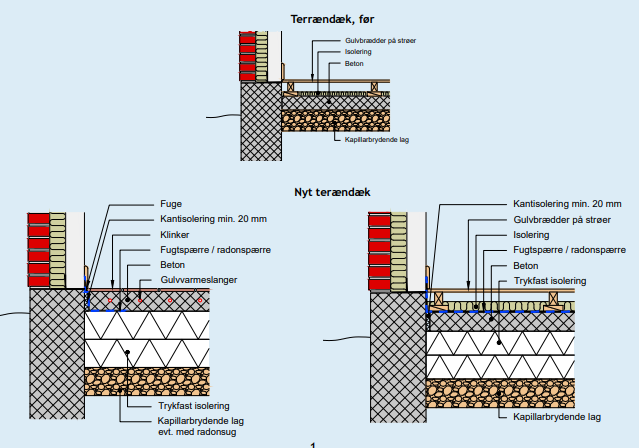 Terrændæk, før
Gulvbrædder på strøer
Isolering
Beton
Kapillarbrydende lag
Nyt terændæk
Fuge
Kantisolering min. 20 mm
Klinker
Fugtspærre / radonspærre
Beton
Gulvvarmeslanger
Trykfast isolering
Kapillarbrydende lag
evt. med radonsug
Kantisolering min. 20 mm
Gulvbrædder på strøer
Isolering
Fugtspærre / radonspærre
Beton
Trykfast isolering
Kapillarbrydende lag
1